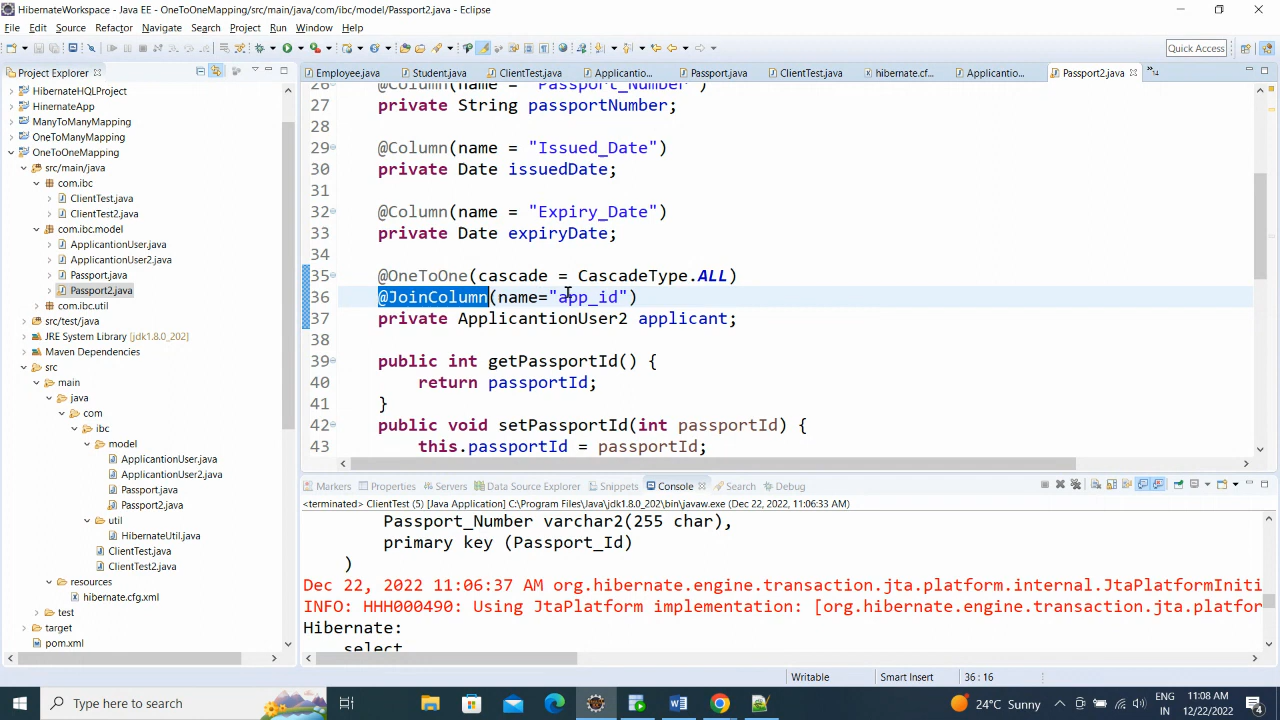 HibernateWorkspace - Java EE - OneToOneMapping/src/main/java/com/ibc/model/Passport2.java - Eclipse
File Edit Source Refactor Navigate Search Project Run Window Help
Quick Access
Project Explorer
Employee.java Student.java ClientTest.java Applicantio... Passport.java ClientTest.java hibernate.cf... Applicantio... Passport2.java
HibernateHQLProject
HinernateApp
ManyToManyMapping
OneToManyMapping
OneToOneMapping
src/main/java
com.ibc
ClientTest.java
ClientTest2.java
com.ibc.model
ApplicantionUser.java
ApplicantionUser2.java
Passport.java
Passport2.java
com.ibc.util
src/test/java
JRE System Library [jdk1.8.0_202]
Maven Dependencies
src
main
java
com
ibc
model
ApplicantionUser.java
ApplicantionUser2.java
Passport.java
Passport2.java
util
HibernateUtil.java
ClientTest.java
ClientTest2.java
resources
hibernate.cfg.xml
test
target
pom.xml
26 @Column(name = "Passport_Number")
27 private String passportNumber;
28
29 @Column(name = "Issued_Date")
30 private Date issuedDate;
31
32 @Column(name = "Expiry_Date")
33 private Date expiryDate;
34
35 @OneToOne(cascade = CascadeType.ALL)
36 @JoinColumn(name="app_id")
37 private ApplicantionUser2 applicant;
38
39 public int getPassportId() {
40 return passportId;
41 }
42 public void setPassportId(int passportId) {
43 this.passportId = passportId;
Markers Properties Servers Data Source Explorer Snippets Console Search Debug
<terminated> ClientTest (5) [Java Application] C:\Program Files\Java\jdk1.8.0_202\bin\javaw.exe (Dec 22, 2022, 11:06:33 AM)
Passport_Number varchar2(255 char),
primary key (Passport_Id)
)
Dec 22, 2022 11:06:37 AM org.hibernate.engine.transaction.jta.platform.internal.JtaPlatformIniti
INFO: HHH000490: Using JtaPlatform implementation: [org.hibernate.engine.transaction.jta.platfor
Hibernate:
select
Writable Smart Insert 36 : 16
Type here to search
24°C Sunny
ENG
IN
11:08 AM
12/22/2022
4